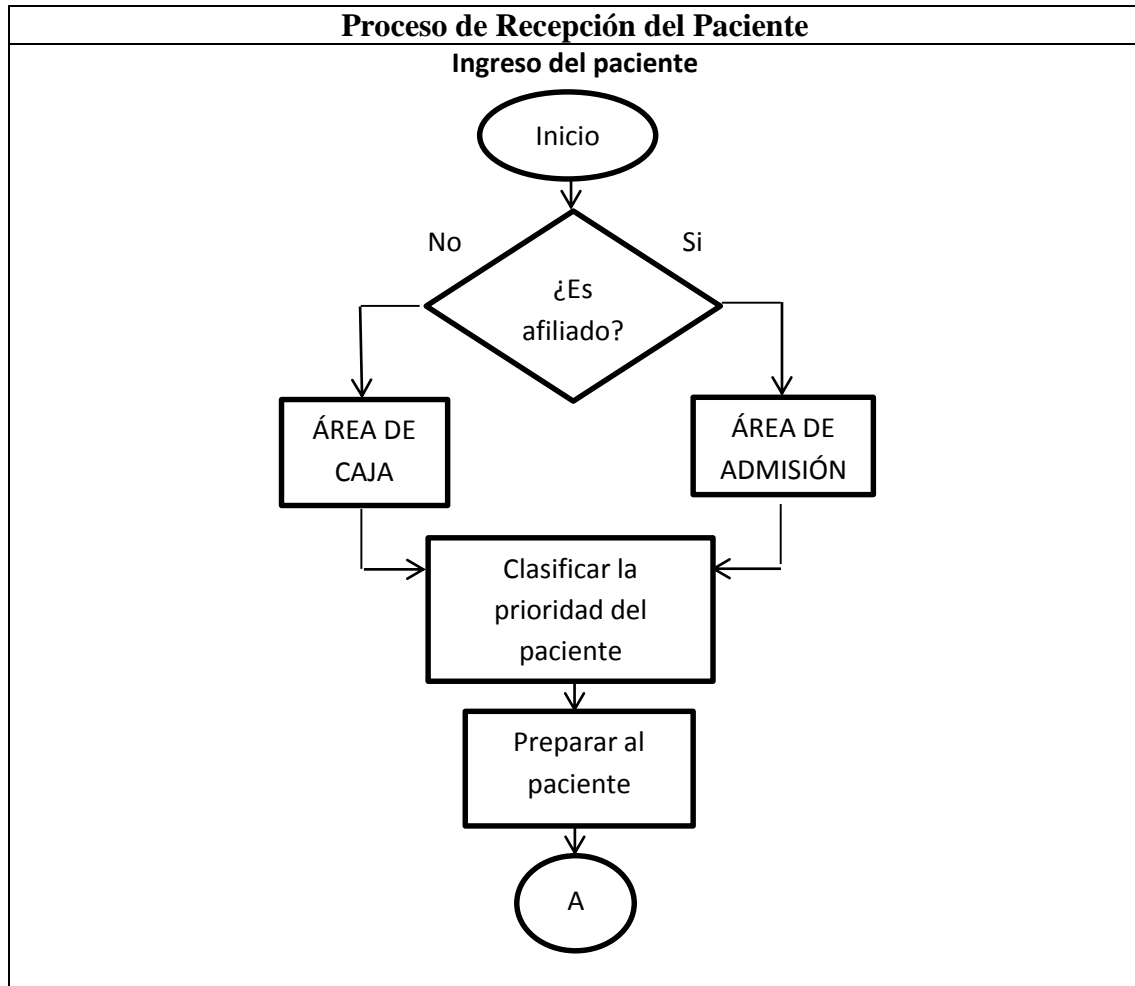 Proceso de Recepción del Paciente
Ingreso del paciente
Inicio
No
Si
¿Es
afiliado?
ÁREA DE
CAJA
ÁREA DE
ADMISIÓN
Clasificar la
prioridad del
paciente
Preparar al
paciente
A